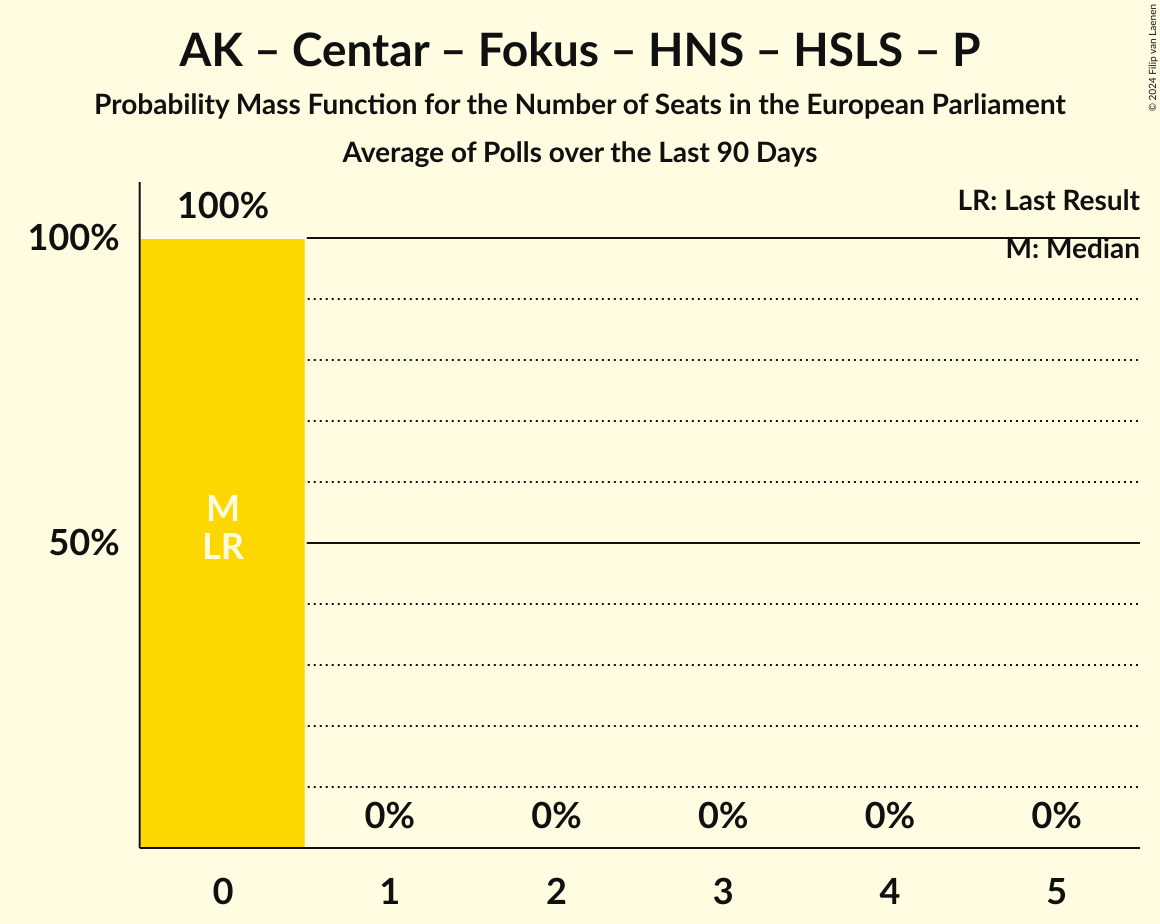 AK – Centar – Fokus – HNS – HSLS – P
Probability Mass Function for the Number of Seats in the European Parliament
Average of Polls over the Last 90 Days
© 2024 Filip van Laenen
LR: Last Result
M: Median
100%
100%
50%
M
LR
0% 0% 0% 0% 0%
0 1 2 3 4 5